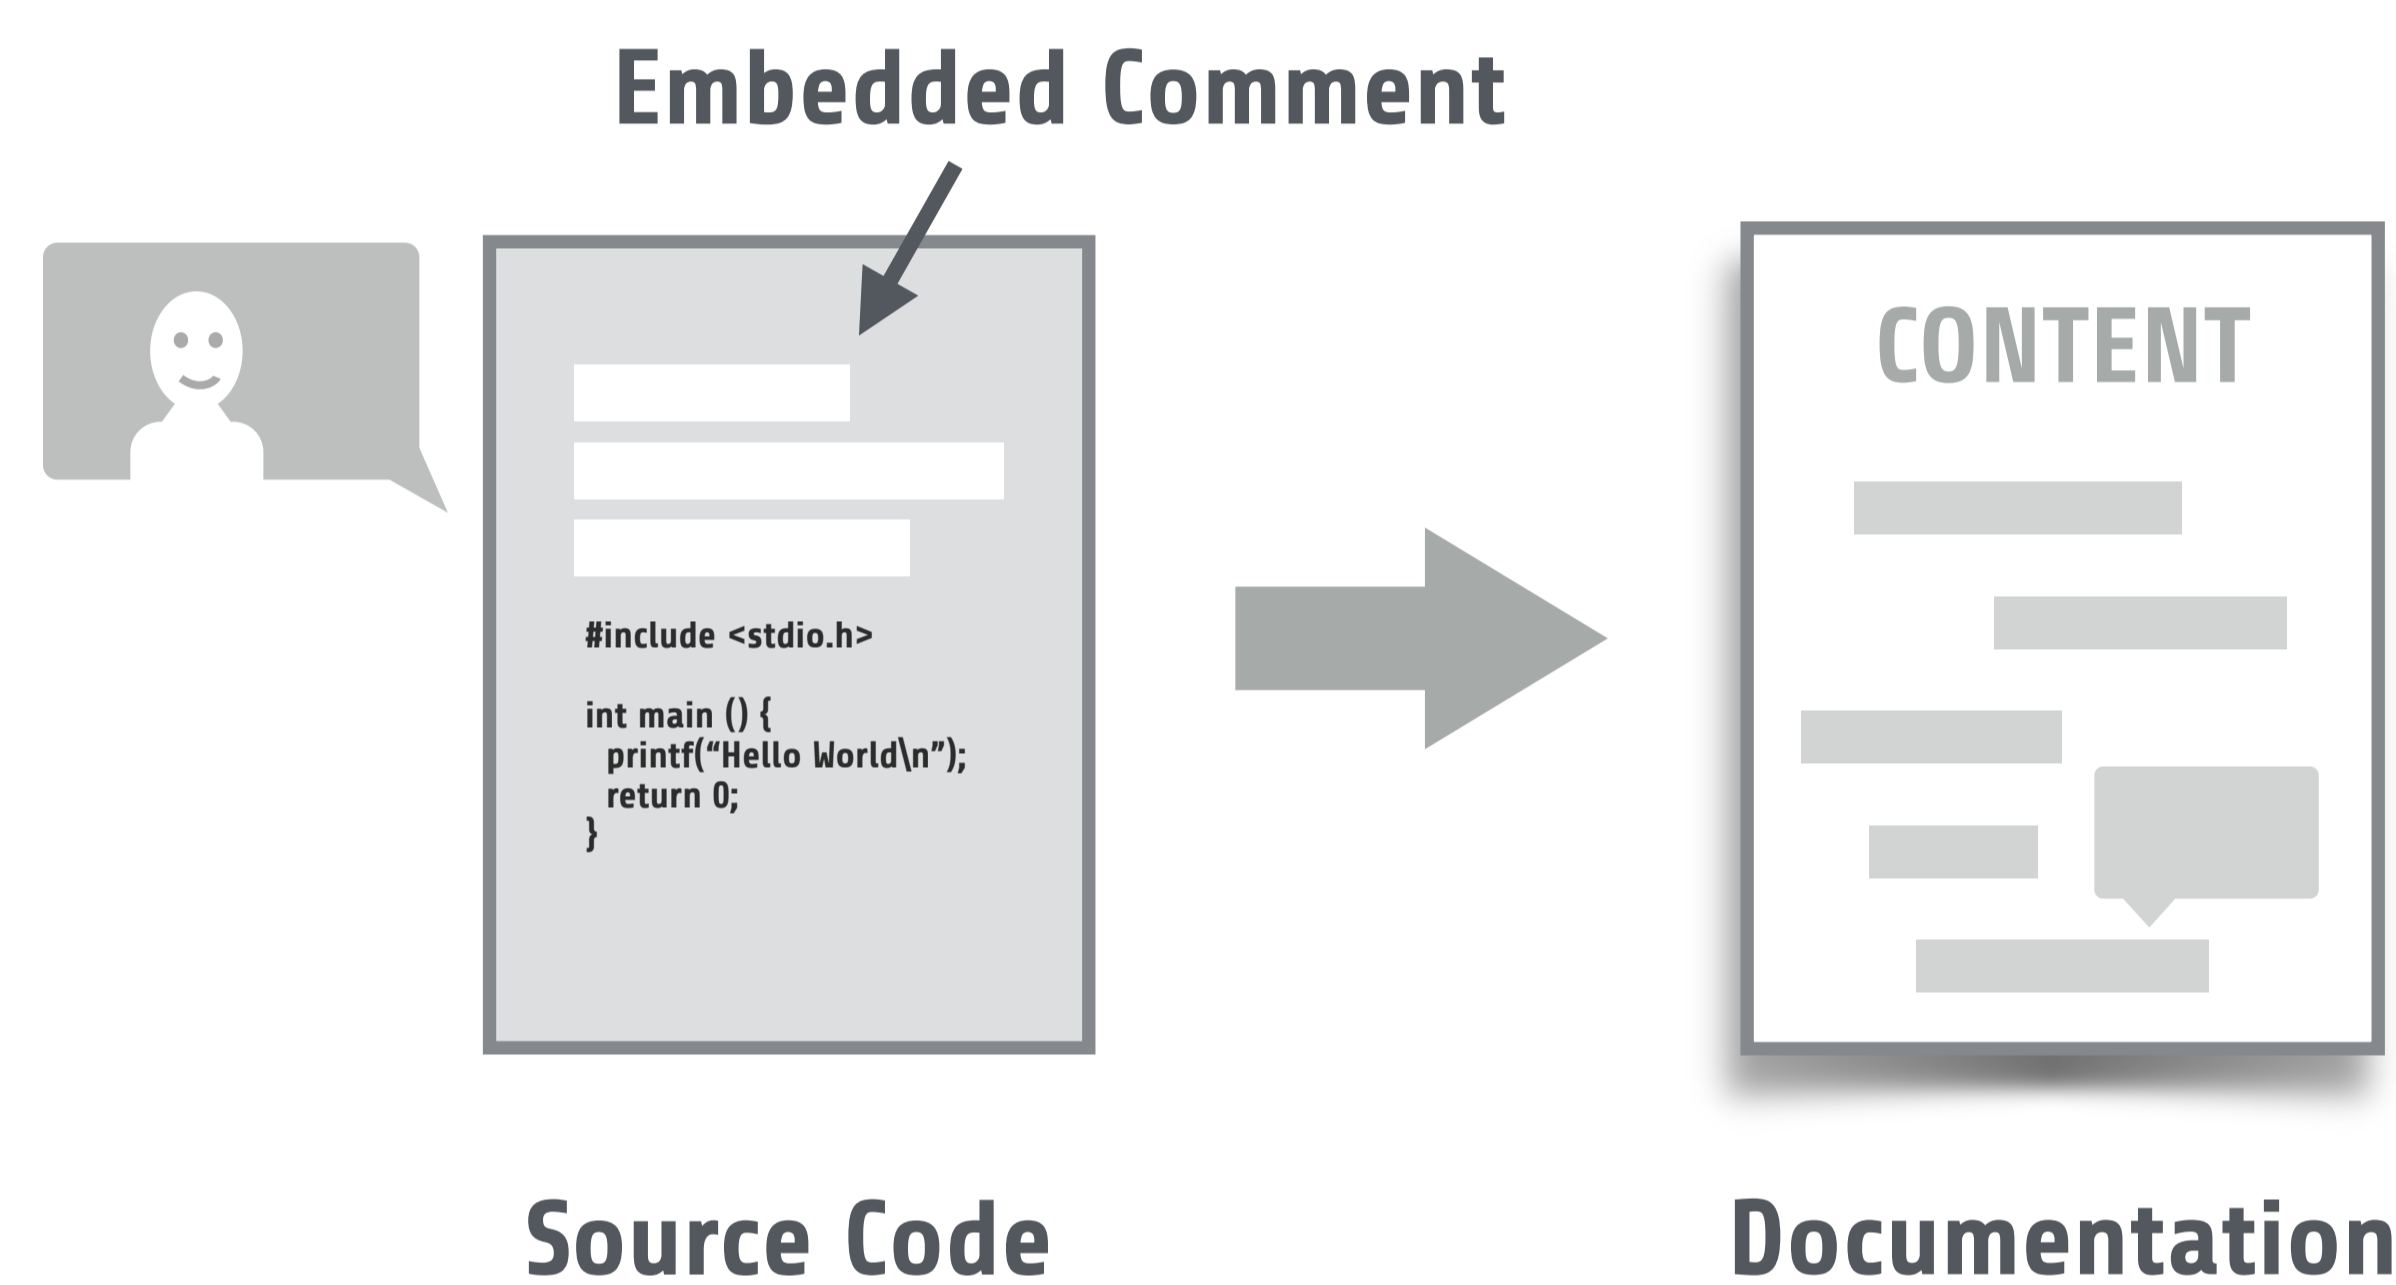 Embedded Comment
#include <stdio.h>
int main () {
printf(“Hello World\n”);
return 0;
}
CONTENT
Source Code
Documentation